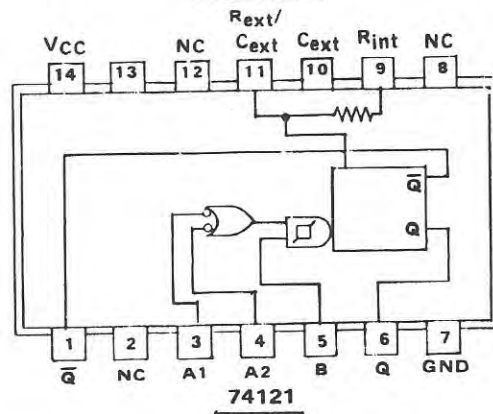 Rext/
VCC NC Cext Cext Rint NC
14 13 12 11 10 9 8
Q̅
Q
1 2 3 4 5 6 7
Q̅ NC A1 A2 B Q GND
74121